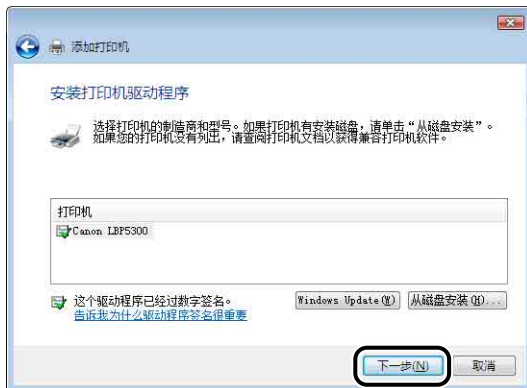 添加打印机
安装打印机驱动程序
选择打印机的制造商和型号。如果打印机有安装磁盘，请单击“从磁盘安装”。
如果您的打印机没有列出，请查阅打印机文档以获得兼容打印机软件。
打印机
Canon LBP5300
这个驱动程序已经过数字签名。
告诉我为什么驱动程序签名很重要
Windows Update(W)
从磁盘安装(H)...
下一步(N)
取消